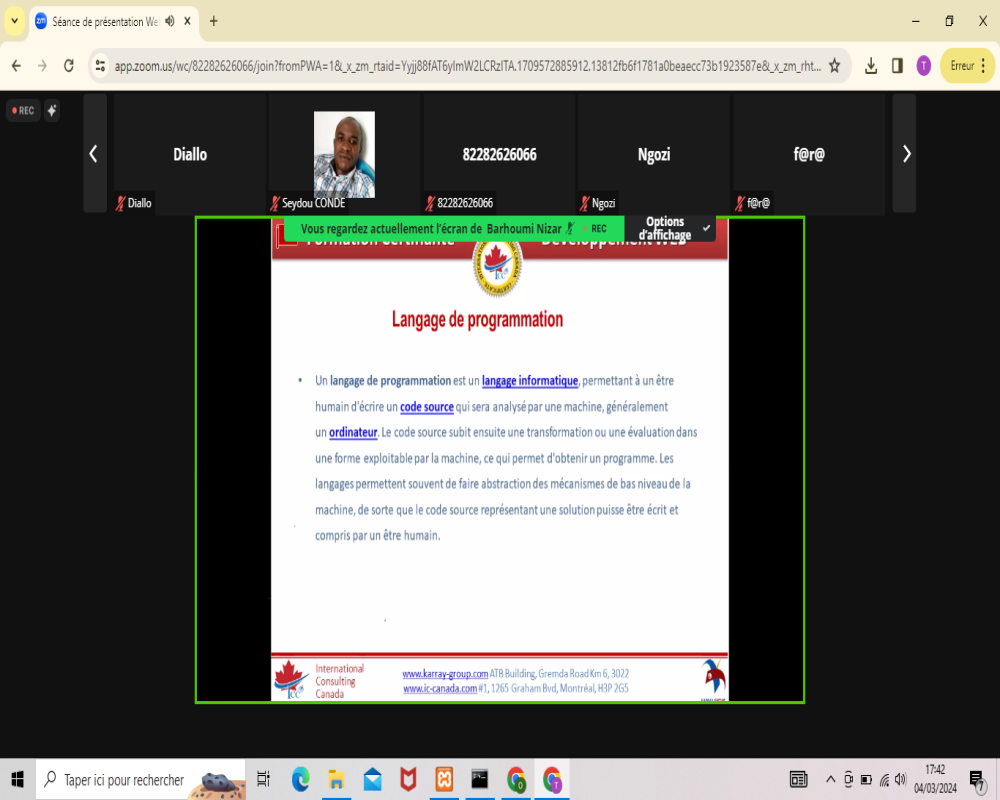 Séance de présentation We
app.zoom.us/wc/82282626066/join?fromPWA=1&_x_zm_rtaid=Yyjj88fAT6ylmW2LCRzlTA.1709572885912.13812fb6f1781a0beaecc73b1923587e&_x_zm_rht...
T
Erreur
REC
Diallo
82282626066
Ngozi
f@r@
Diallo
Seydou CONDE
82282626066
Ngozi
f@r@
Vous regardez actuellement l'écran de Barhoumi Nizar
REC
Options
d'affichage
Formation Certifiante
Développement WEB
Langage de programmation
• Un langage de programmation est un langage informatique, permettant à un être
humain d'écrire un code source qui sera analysé par une machine, généralement
un ordinateur. Le code source subit ensuite une transformation ou une évaluation dans
une forme exploitable par la machine, ce qui permet d'obtenir un programme. Les
langages permettent souvent de faire abstraction des mécanismes de bas niveau de la
machine, de sorte que le code source représentant une solution puisse être écrit et
compris par un être humain.
International
Consulting
Canada
www.karray-group.com ATB Building, Gremda Road Km 6, 3022
www.ic-canada.com #1, 1265 Graham Bvd, Montréal, H3P 2G5
Taper ici pour rechercher
17:42
04/03/2024
7